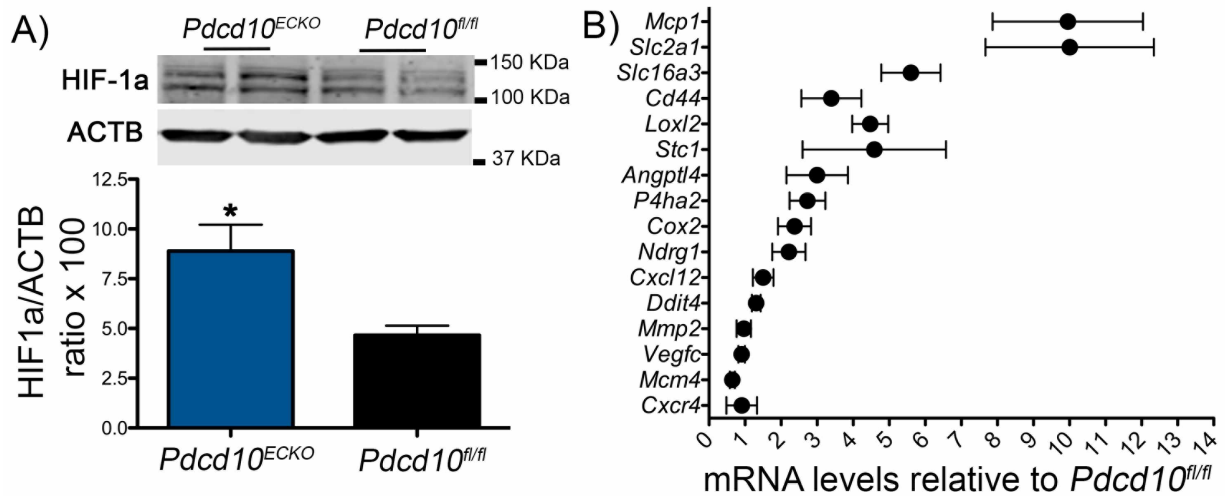 A)
Pdcd10ECKO Pdcd10fl/fl
HIF-1a
150 KDa
100 KDa
ACTB
37 KDa
HIF1a/ACTB
ratio x 100
12.5
10.0
7.5
5.0
2.5
0.0
*
Pdcd10ECKO Pdcd10fl/fl
B)
Mcp1
Slc2a1
Slc16a3
Cd44
Loxl2
Stc1
Angptl4
P4ha2
Cox2
Ndrg1
Cxcl12
Ddit4
Mmp2
Vegfc
Mcm4
Cxcr4
0 1 2 3 4 5 6 7 8 9 10 11 12 13 14
mRNA levels relative to Pdcd10fl/fl